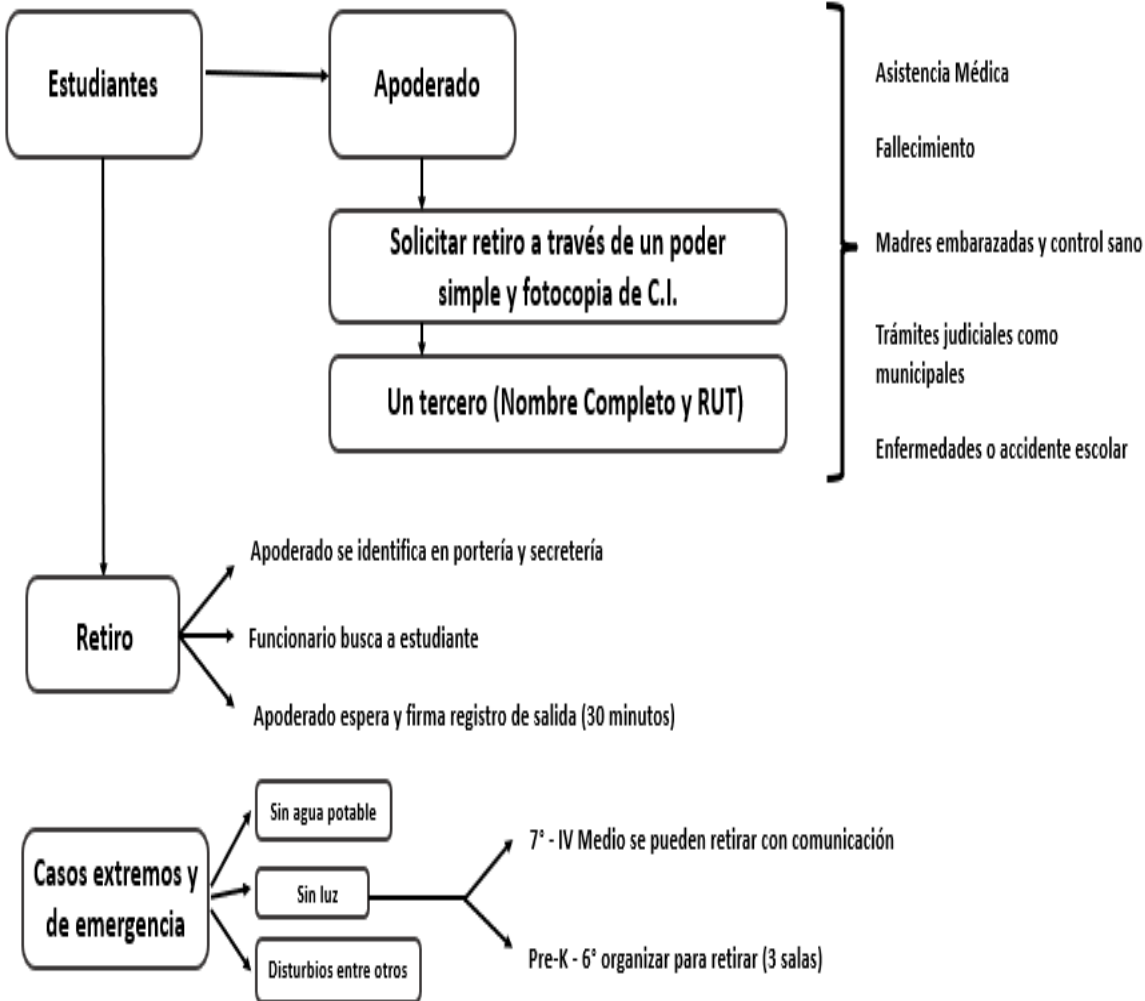 Estudiantes
Apoderado
Solicitar retiro a través de un poder
simple y fotocopia de C.I.
Un tercero (Nombre Completo y RUT)
Asistencia Médica
Fallecimiento
Madres embarazadas y control sano
Trámites judiciales como
municipales
Enfermedades o accidente escolar
Retiro
Apoderado se identifica en portería y secretería
Funcionario busca a estudiante
Apoderado espera y firma registro de salida (30 minutos)
Casos extremos y
de emergencia
Sin agua potable
Sin luz
Disturbios entre otros
7° - IV Medio se pueden retirar con comunicación
Pre-K - 6° organizar para retirar (3 salas)